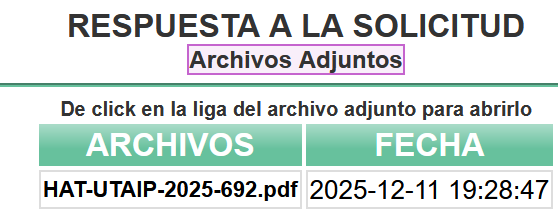 RESPUESTA A LA SOLICITUD
Archivos Adjuntos
De click en la liga del archivo adjunto para abrirlo
ARCHIVOS FECHA
HAT-UTAIP-2025-692.pdf 2025-12-11 19:28:47